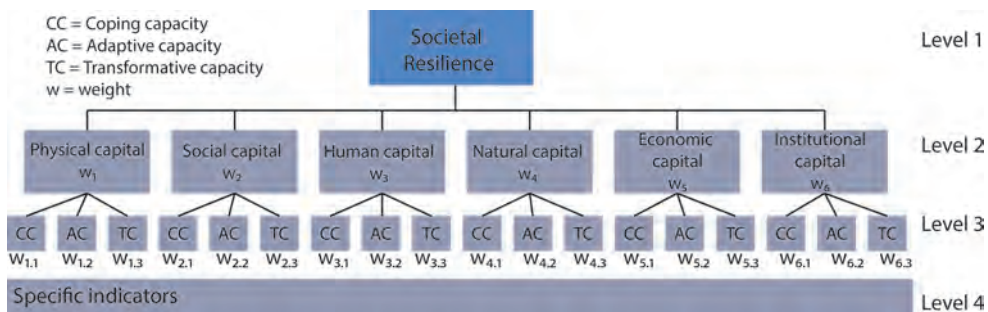 CC = Coping capacity
AC = Adaptive capacity
TC = Transformative capacity
w = weight
Societal
Resilience
Level 1
Physical capital
w₁
Social capital
w₂
Human capital
w₃
Natural capital
w₄
Economic
capital
w₅
Institutional
capital
w₆
Level 2
CC AC TC CC AC TC CC AC TC CC AC TC CC AC TC CC AC TC
Level 3
w₁.₁ w₁.₂ w₁.₃ w₂.₁ w₂.₂ w₂.₃ w₃.₁ w₃.₂ w₃.₃ w₄.₁ w₄.₂ w₄.₃ w₅.₁ w₅.₂ w₅.₃ w₆.₁ w₆.₂ w₆.₃
Specific indicators
Level 4